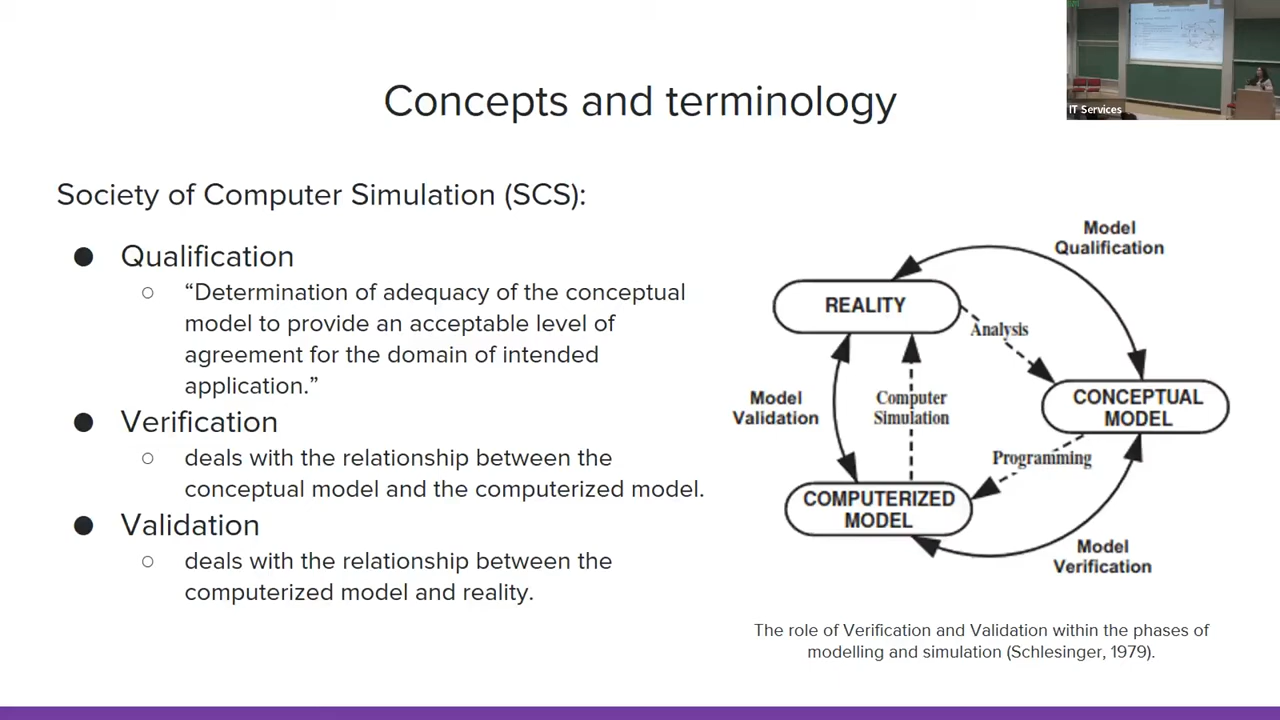 IT Services
Concepts and terminology
Society of Computer Simulation (SCS):
● Qualification
○ “Determination of adequacy of the conceptual
model to provide an acceptable level of
agreement for the domain of intended
application.”
● Verification
○ deals with the relationship between the
conceptual model and the computerized model.
● Validation
○ deals with the relationship between the
computerized model and reality.
Model
Qualification
REALITY
Analysis
Model
Validation
Computer
Simulation
CONCEPTUAL
MODEL
Programming
COMPUTERIZED
MODEL
Model
Verification
The role of Verification and Validation within the phases of
modelling and simulation (Schlesinger, 1979).